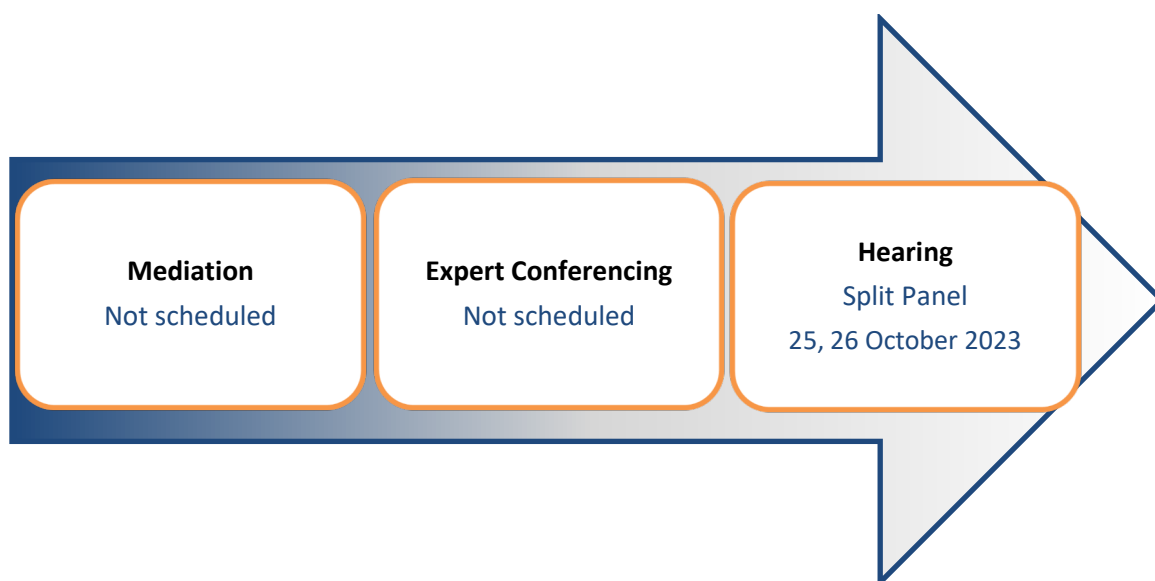 Mediation
Not scheduled
Expert Conferencing
Not scheduled
Hearing
Split Panel
25, 26 October 2023